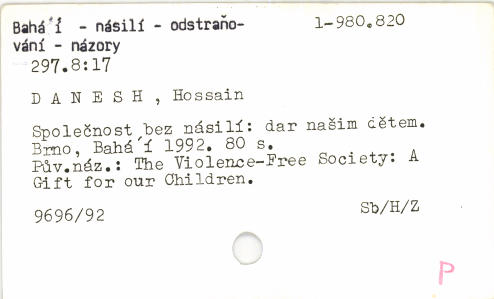 Bahá´í - násilí - odstraňo- 1-980.820
vání - názory
297.8:17
D A N E S H , Hossain
Společnost bez násilí: dar našim dětem.
Brno, Bahá´í 1992. 80 s.
Pův.náz.: The Violence-Free Society: A
Gift for our Children.
9696/92 Sb/H/Z
P